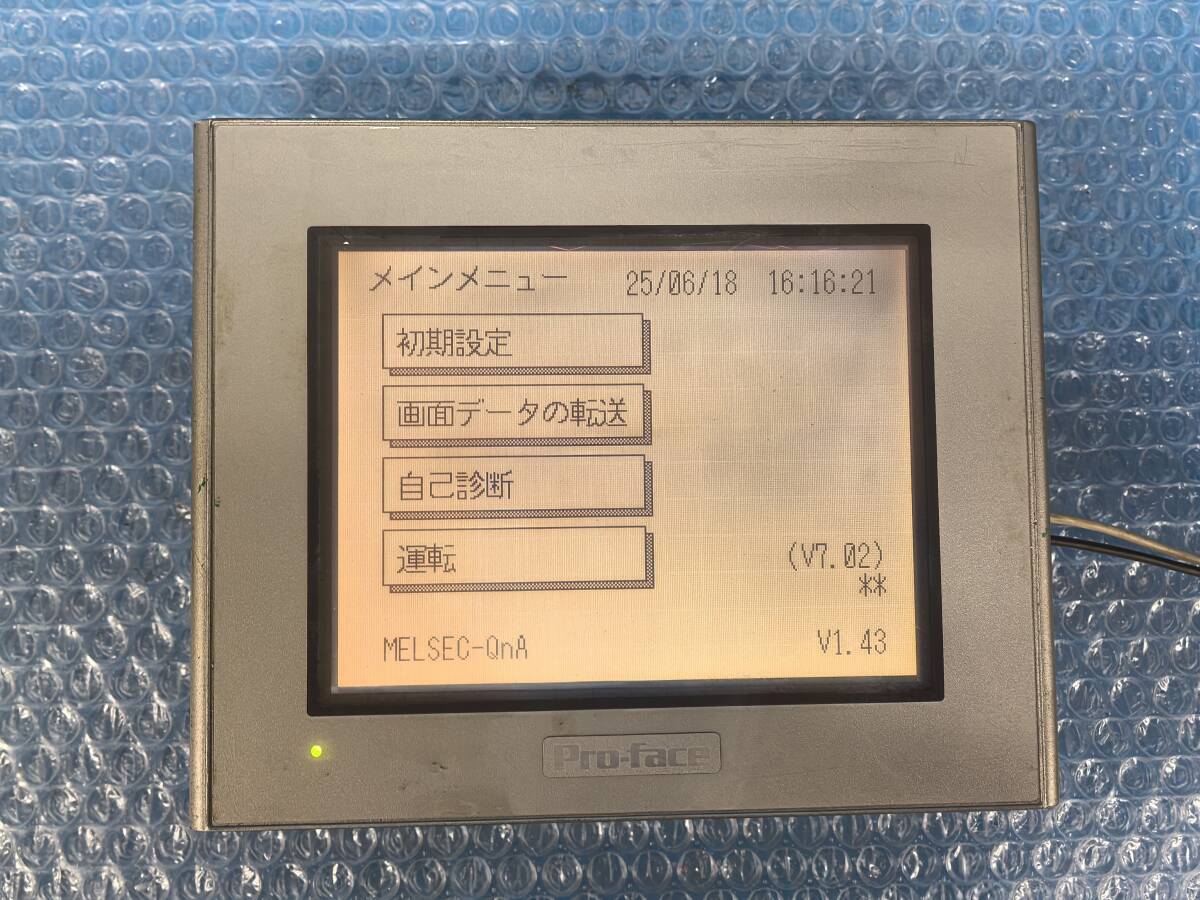 メインメニュー 25/06/18 16:16:21
初期設定
画面データの転送
自己診断
運転
(V7.02)
**
MELSEC-QnA V1.43
Pro-face